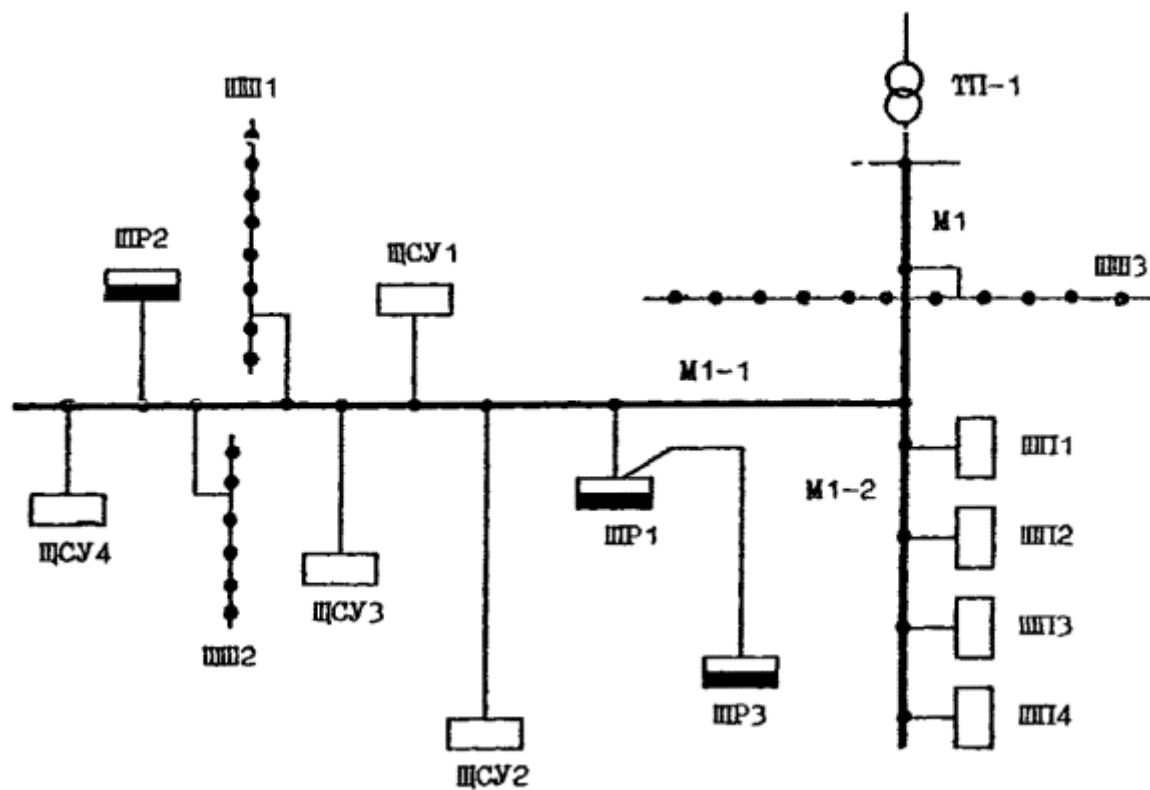 ТП-1
ШШ1
М1
ШР2
ЩСУ1
ШШ3
М1-1
ШП1
М1-2
ШР1
ШП2
ЩСУ4
ЩСУ3
ШП3
ШШ2
ШР3
ШП4
ЩСУ2